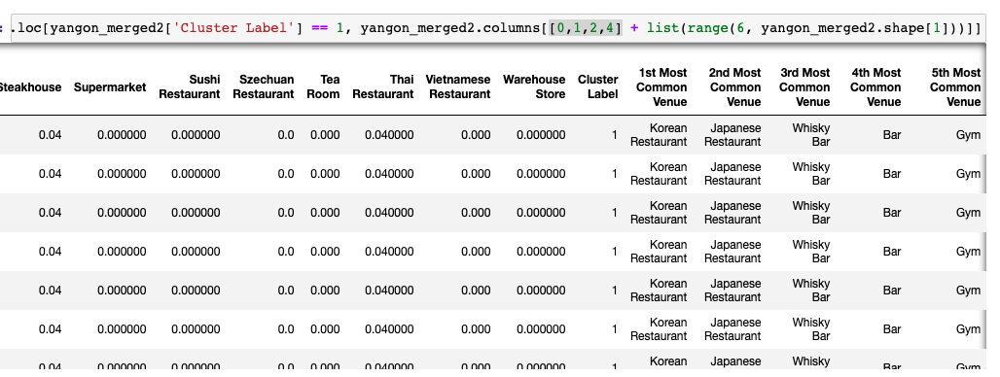 : .loc[yangon_merged2['Cluster Label'] == 1, yangon_merged2.columns[[0,1,2,4] + list(range(6, yangon_merged2.shape[1]))]]
Steakhouse Supermarket Sushi Restaurant Szechuan Restaurant Tea Room Thai Restaurant Vietnamese Restaurant Warehouse Store Cluster Label 1st Most Common Venue 2nd Most Common Venue 3rd Most Common Venue 4th Most Common Venue 5th Most Common Venue
0.04 0.000000 0.000000 0.0 0.000 0.040000 0.000 0.000000 1 Korean Restaurant Japanese Restaurant Whisky Bar Bar Gym
0.04 0.000000 0.000000 0.0 0.000 0.040000 0.000 0.000000 1 Korean Restaurant Japanese Restaurant Whisky Bar Bar Gym
0.04 0.000000 0.000000 0.0 0.000 0.040000 0.000 0.000000 1 Korean Restaurant Japanese Restaurant Whisky Bar Bar Gym
0.04 0.000000 0.000000 0.0 0.000 0.040000 0.000 0.000000 1 Korean Restaurant Japanese Restaurant Whisky Bar Bar Gym
0.04 0.000000 0.000000 0.0 0.000 0.040000 0.000 0.000000 1 Korean Restaurant Japanese Restaurant Whisky Bar Bar Gym
0.04 0.000000 0.000000 0.0 0.000 0.040000 0.000 0.000000 1 Korean Restaurant Japanese Restaurant Whisky Bar Bar Gym
0.04 0.000000 0.000000 0.0 0.000 0.040000 0.000 0.000000 1 Korean Japanese Whisky Bar Gym